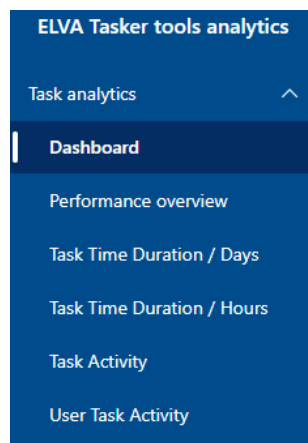 ELVA Tasker tools analytics
Task analytics
Dashboard
Performance overview
Task Time Duration / Days
Task Time Duration / Hours
Task Activity
User Task Activity